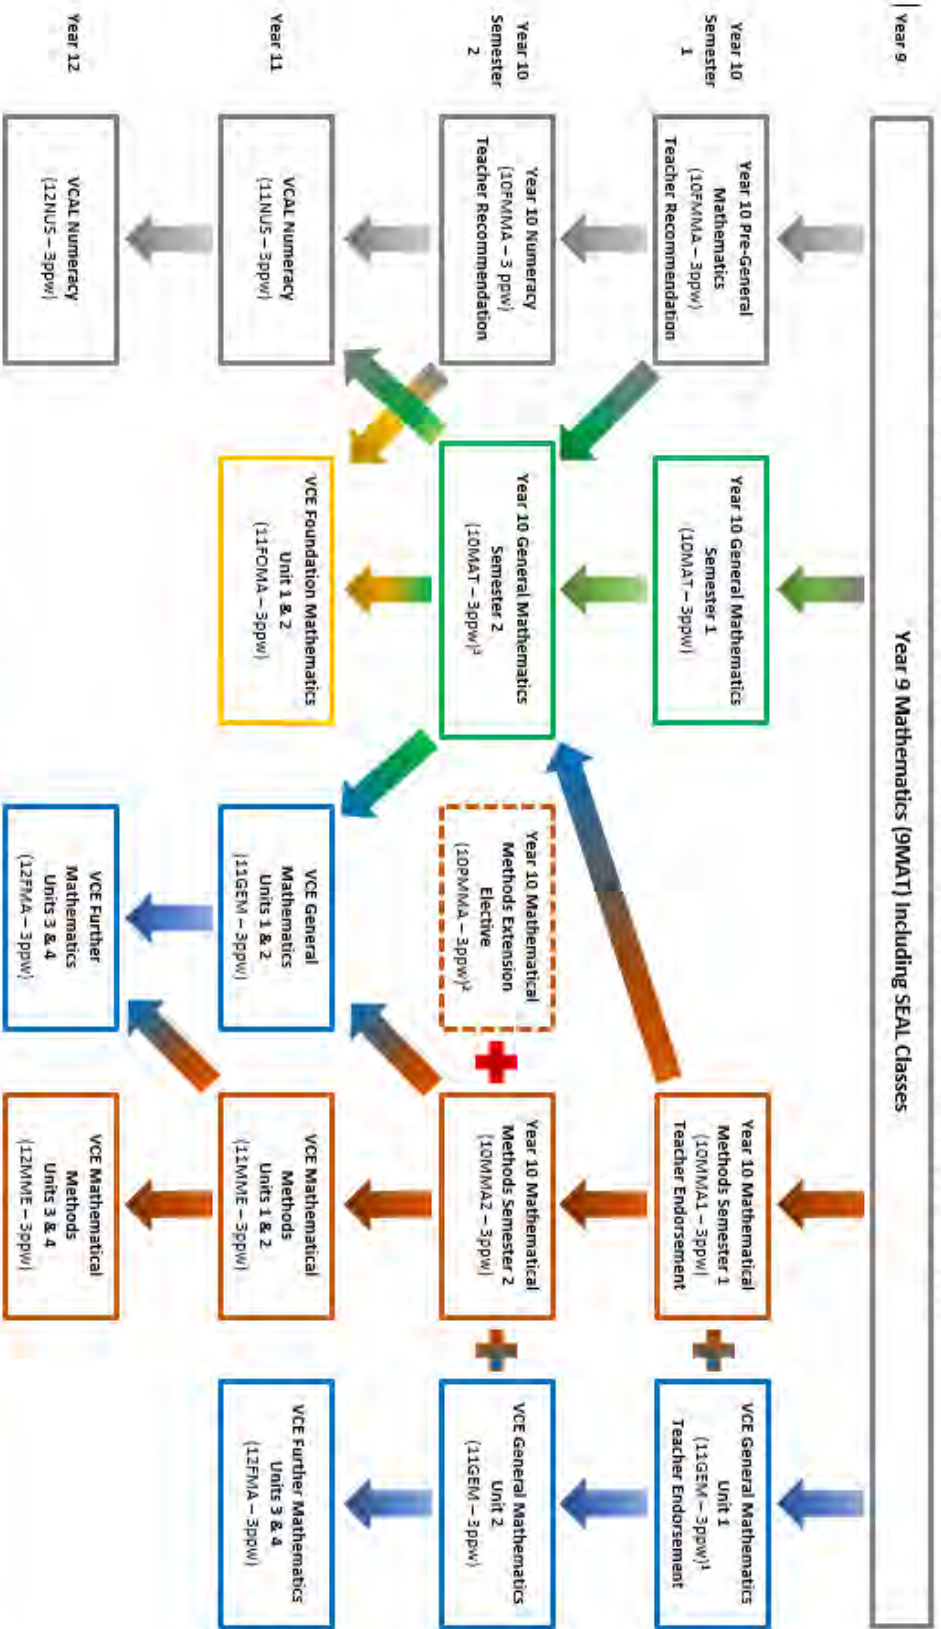 Year 9
Year 9 Mathematics (9MAT) Including SEAL Classes
Year 10
Semester
1
Year 10 Pre-General
Mathematics
(10FMMA – 3ppw)
Teacher Recommendation
Year 10 General Mathematics
Semester 1
(10MAT – 3ppw)
Year 10 Mathematical
Methods Semester 1
(10MMA1 – 3ppw)
Teacher Endorsement
VCE General Mathematics
Unit 1
(11GEM – 3ppw)¹
Teacher Endorsement
Year 10
Semester
2
Year 10 Numeracy
(10FMMA – 3 ppw)
Teacher Recommendation
Year 10 General Mathematics
Semester 2
(10MAT – 3ppw)¹
Year 10 Mathematical
Methods Extension
Elective
(10PMMA – 3ppw)²
Year 10 Mathematical
Methods Semester 2
(10MMA2 – 3ppw)
VCE General Mathematics
Unit 2
(11GEM – 3ppw)
Year 11
VCAL Numeracy
(11NUS – 3ppw)
VCE Foundation Mathematics
Unit 1 & 2
(11FOMA – 3ppw)
VCE General
Mathematics
Units 1 & 2
(11GEM – 3ppw)
VCE Mathematical
Methods
Units 1 & 2
(11MME – 3ppw)
VCE Further Mathematics
Units 3 & 4
(12FMA – 3ppw)
Year 12
VCAL Numeracy
(12NUS – 3ppw)
VCE Further
Mathematics
Units 3 & 4
(12FMA – 3ppw)
VCE Mathematical
Methods
Units 3 & 4
(12MME – 3ppw)